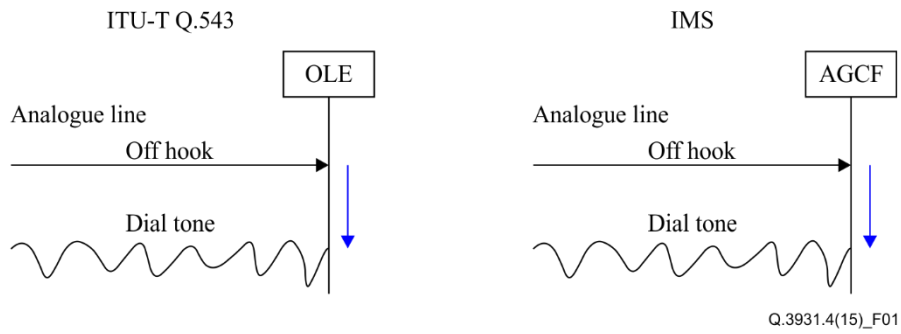 ITU-T Q.543
IMS
OLE
AGCF
Analogue line
Off hook
Dial tone
Analogue line
Off hook
Dial tone
Q.3931.4(15)_F01